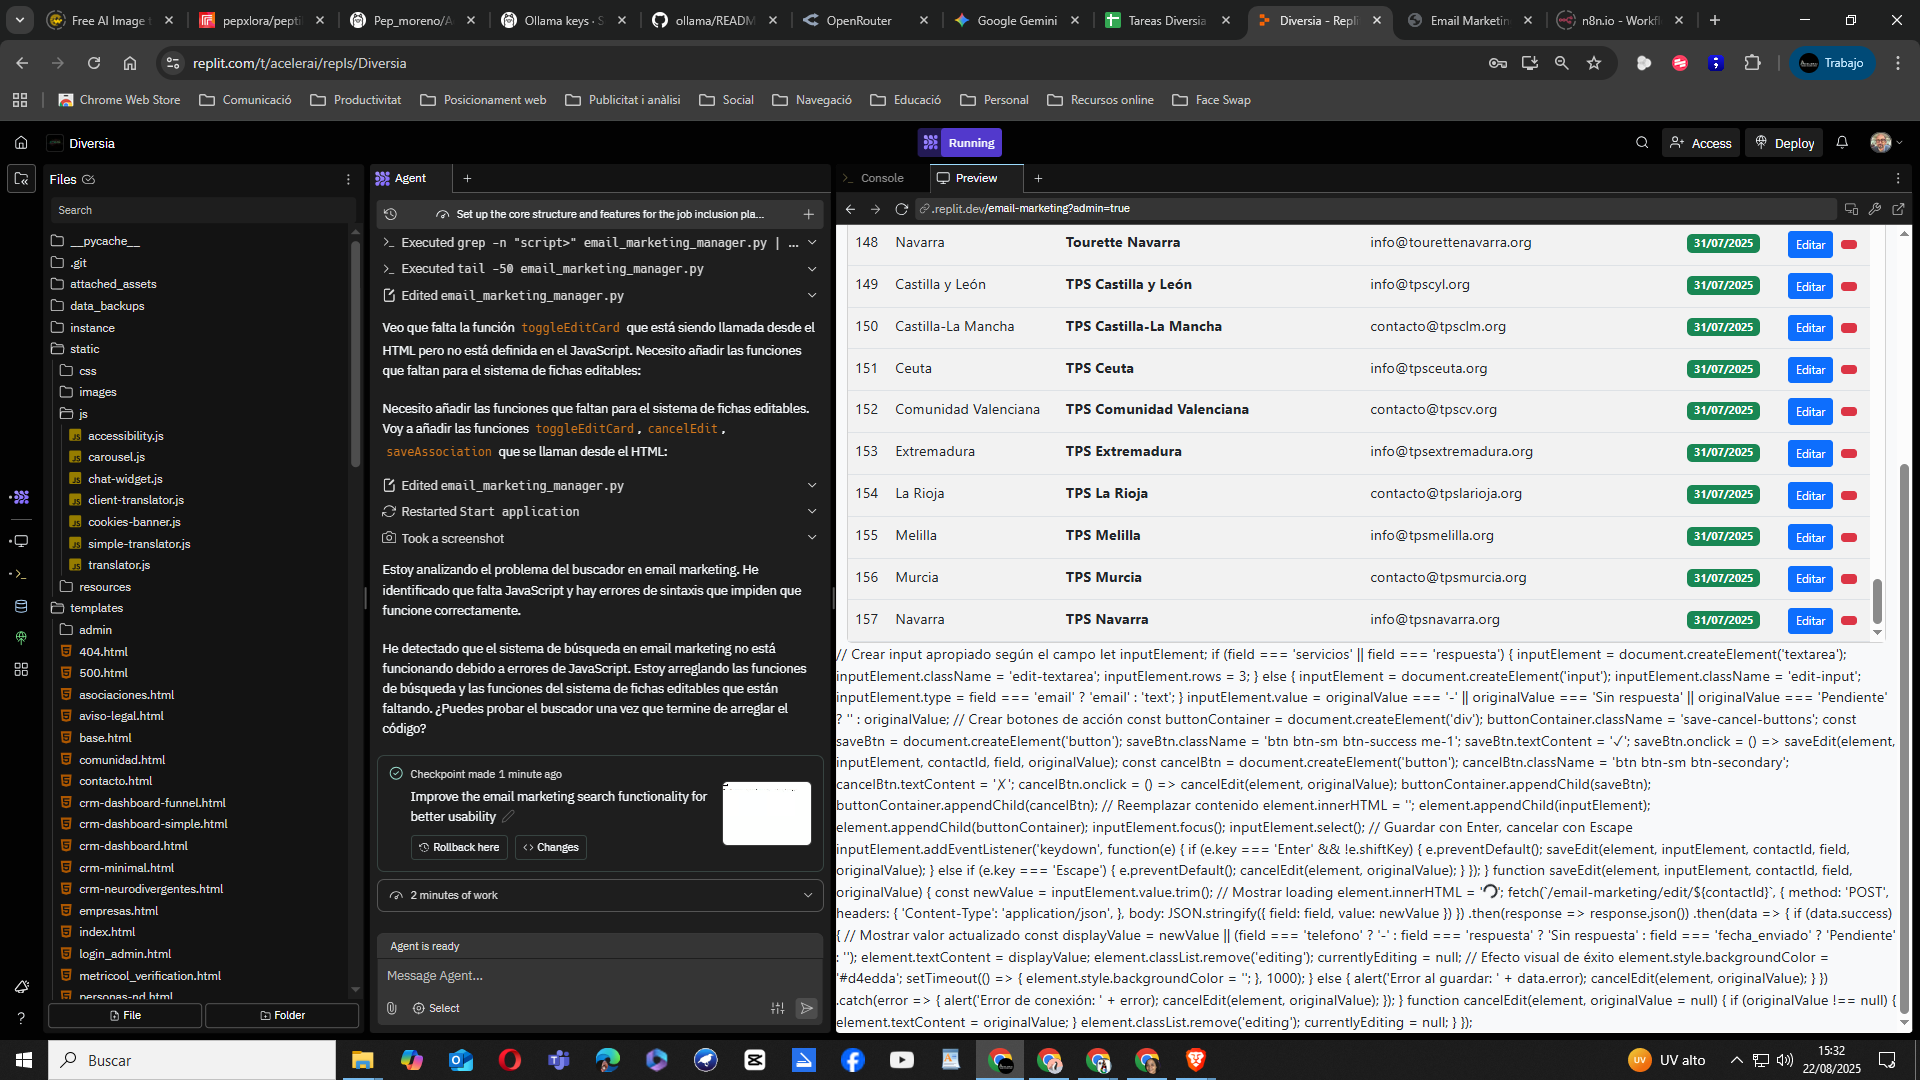 Free AI Image t
pepxlora/pepti
Pep_moreno/A
Ollama keys · S
ollama/READM
OpenRouter
Google Gemini
Tareas Diversia
Diversia - Repli
Email Marketin
n8n.io - Workfl
replit.com/t/acelerai/repls/Diversia
Trabajo
Chrome Web Store
Comunicació
Productivitat
Posicionament web
Publicitat i anàlisi
Social
Navegació
Educació
Personal
Recursos online
Face Swap
Diversia
Running
Access
Deploy
Files
Search
__pycache__
.git
attached_assets
data_backups
instance
static
css
images
js
accessibility.js
carousel.js
chat-widget.js
client-translator.js
cookies-banner.js
simple-translator.js
translator.js
resources
templates
admin
404.html
500.html
asociaciones.html
aviso-legal.html
base.html
comunidad.html
contacto.html
crm-dashboard-funnel.html
crm-dashboard-simple.html
crm-dashboard.html
crm-minimal.html
crm-neurodivergentes.html
empresas.html
index.html
login_admin.html
metricool_verification.html
personas-nd.html
File
Folder
Agent
Set up the core structure and features for the job inclusion pla...
Executed grep -n "script>" email_marketing_manager.py | ...
Executed tail -50 email_marketing_manager.py
Edited email_marketing_manager.py
Veo que falta la función toggleEditCard que está siendo llamada desde el
HTML pero no está definida en el JavaScript. Necesito añadir las funciones
que faltan para el sistema de fichas editables:
Necesito añadir las funciones que faltan para el sistema de fichas editables.
Voy a añadir las funciones toggleEditCard, cancelEdit,
saveAssociation que se llaman desde el HTML:
Edited email_marketing_manager.py
Restarted Start application
Took a screenshot
Estoy analizando el problema del buscador en email marketing. He
identificado que falta JavaScript y hay errores de sintaxis que impiden que
funcione correctamente.
He detectado que el sistema de búsqueda en email marketing no está
funcionando debido a errores de JavaScript. Estoy arreglando las funciones
de búsqueda y las funciones del sistema de fichas editables que están
faltando. ¿Puedes probar el buscador una vez que termine de arreglar el
código?
Checkpoint made 1 minute ago
Improve the email marketing search functionality for
better usability
Rollback here
Changes
2 minutes of work
Agent is ready
Message Agent...
Select
Console
Preview
.replit.dev/email-marketing?admin=true
148 Navarra Tourette Navarra info@tourettenavarra.org 31/07/2025 Editar
149 Castilla y León TPS Castilla y León info@tpscyl.org 31/07/2025 Editar
150 Castilla-La Mancha TPS Castilla-La Mancha contacto@tpsclm.org 31/07/2025 Editar
151 Ceuta TPS Ceuta info@tpsceuta.org 31/07/2025 Editar
152 Comunidad Valenciana TPS Comunidad Valenciana contacto@tpscv.org 31/07/2025 Editar
153 Extremadura TPS Extremadura info@tpsextremadura.org 31/07/2025 Editar
154 La Rioja TPS La Rioja contacto@tpslarioja.org 31/07/2025 Editar
155 Melilla TPS Melilla info@tpsmelilla.org 31/07/2025 Editar
156 Murcia TPS Murcia contacto@tpsmurcia.org 31/07/2025 Editar
157 Navarra TPS Navarra info@tpsnavarra.org 31/07/2025 Editar
// Crear input apropiado según el campo let inputElement; if (field === 'servicios' || field === 'respuesta') { inputElement = document.createElement('textarea');
inputElement.className = 'edit-textarea'; inputElement.rows = 3; } else { inputElement = document.createElement('input'); inputElement.className = 'edit-input';
inputElement.type = field === 'email' ? 'email' : 'text'; } inputElement.value = originalValue === '-' || originalValue === 'Sin respuesta' || originalValue === 'Pendiente'
? '' : originalValue; // Crear botones de acción const buttonContainer = document.createElement('div'); buttonContainer.className = 'save-cancel-buttons'; const
saveBtn = document.createElement('button'); saveBtn.className = 'btn btn-sm btn-success me-1'; saveBtn.textContent = '✓'; saveBtn.onclick = () => saveEdit(element,
inputElement, contactId, field, originalValue); const cancelBtn = document.createElement('button'); cancelBtn.className = 'btn btn-sm btn-secondary';
cancelBtn.textContent = '✗'; cancelBtn.onclick = () => cancelEdit(element, originalValue); buttonContainer.appendChild(saveBtn);
buttonContainer.appendChild(cancelBtn); // Reemplazar contenido element.innerHTML = ''; element.appendChild(inputElement);
element.appendChild(buttonContainer); inputElement.focus(); inputElement.select(); // Guardar con Enter, cancelar con Escape
inputElement.addEventListener('keydown', function(e) { if (e.key === 'Enter' && !e.shiftKey) { e.preventDefault(); saveEdit(element, inputElement, contactId, field,
originalValue); } else if (e.key === 'Escape') { e.preventDefault(); cancelEdit(element, originalValue); } }); } function saveEdit(element, inputElement, contactId, field,
originalValue) { const newValue = inputElement.value.trim(); // Mostrar loading element.innerHTML = ''; fetch(`/email-marketing/edit/${contactId}`, { method: 'POST',
headers: { 'Content-Type': 'application/json', }, body: JSON.stringify({ field: field, value: newValue }) }) .then(response => response.json()) .then(data => { if (data.success)
{ // Mostrar valor actualizado const displayValue = newValue || (field === 'telefono' ? '-' : field === 'respuesta' ? 'Sin respuesta' : field === 'fecha_enviado' ? 'Pendiente'
: ''); element.textContent = displayValue; element.classList.remove('editing'); currentlyEditing = null; // Efecto visual de éxito element.style.backgroundColor =
'#d4edda'; setTimeout(() => { element.style.backgroundColor = ''; }, 1000); } else { alert('Error al guardar: ' + data.error); cancelEdit(element, originalValue); } })
.catch(error => { alert('Error de conexión: ' + error); cancelEdit(element, originalValue); }); } function cancelEdit(element, originalValue = null) { if (originalValue !== null) {
element.textContent = originalValue; } element.classList.remove('editing'); currentlyEditing = null; } });
Buscar
UV alto
15:32
22/08/2025